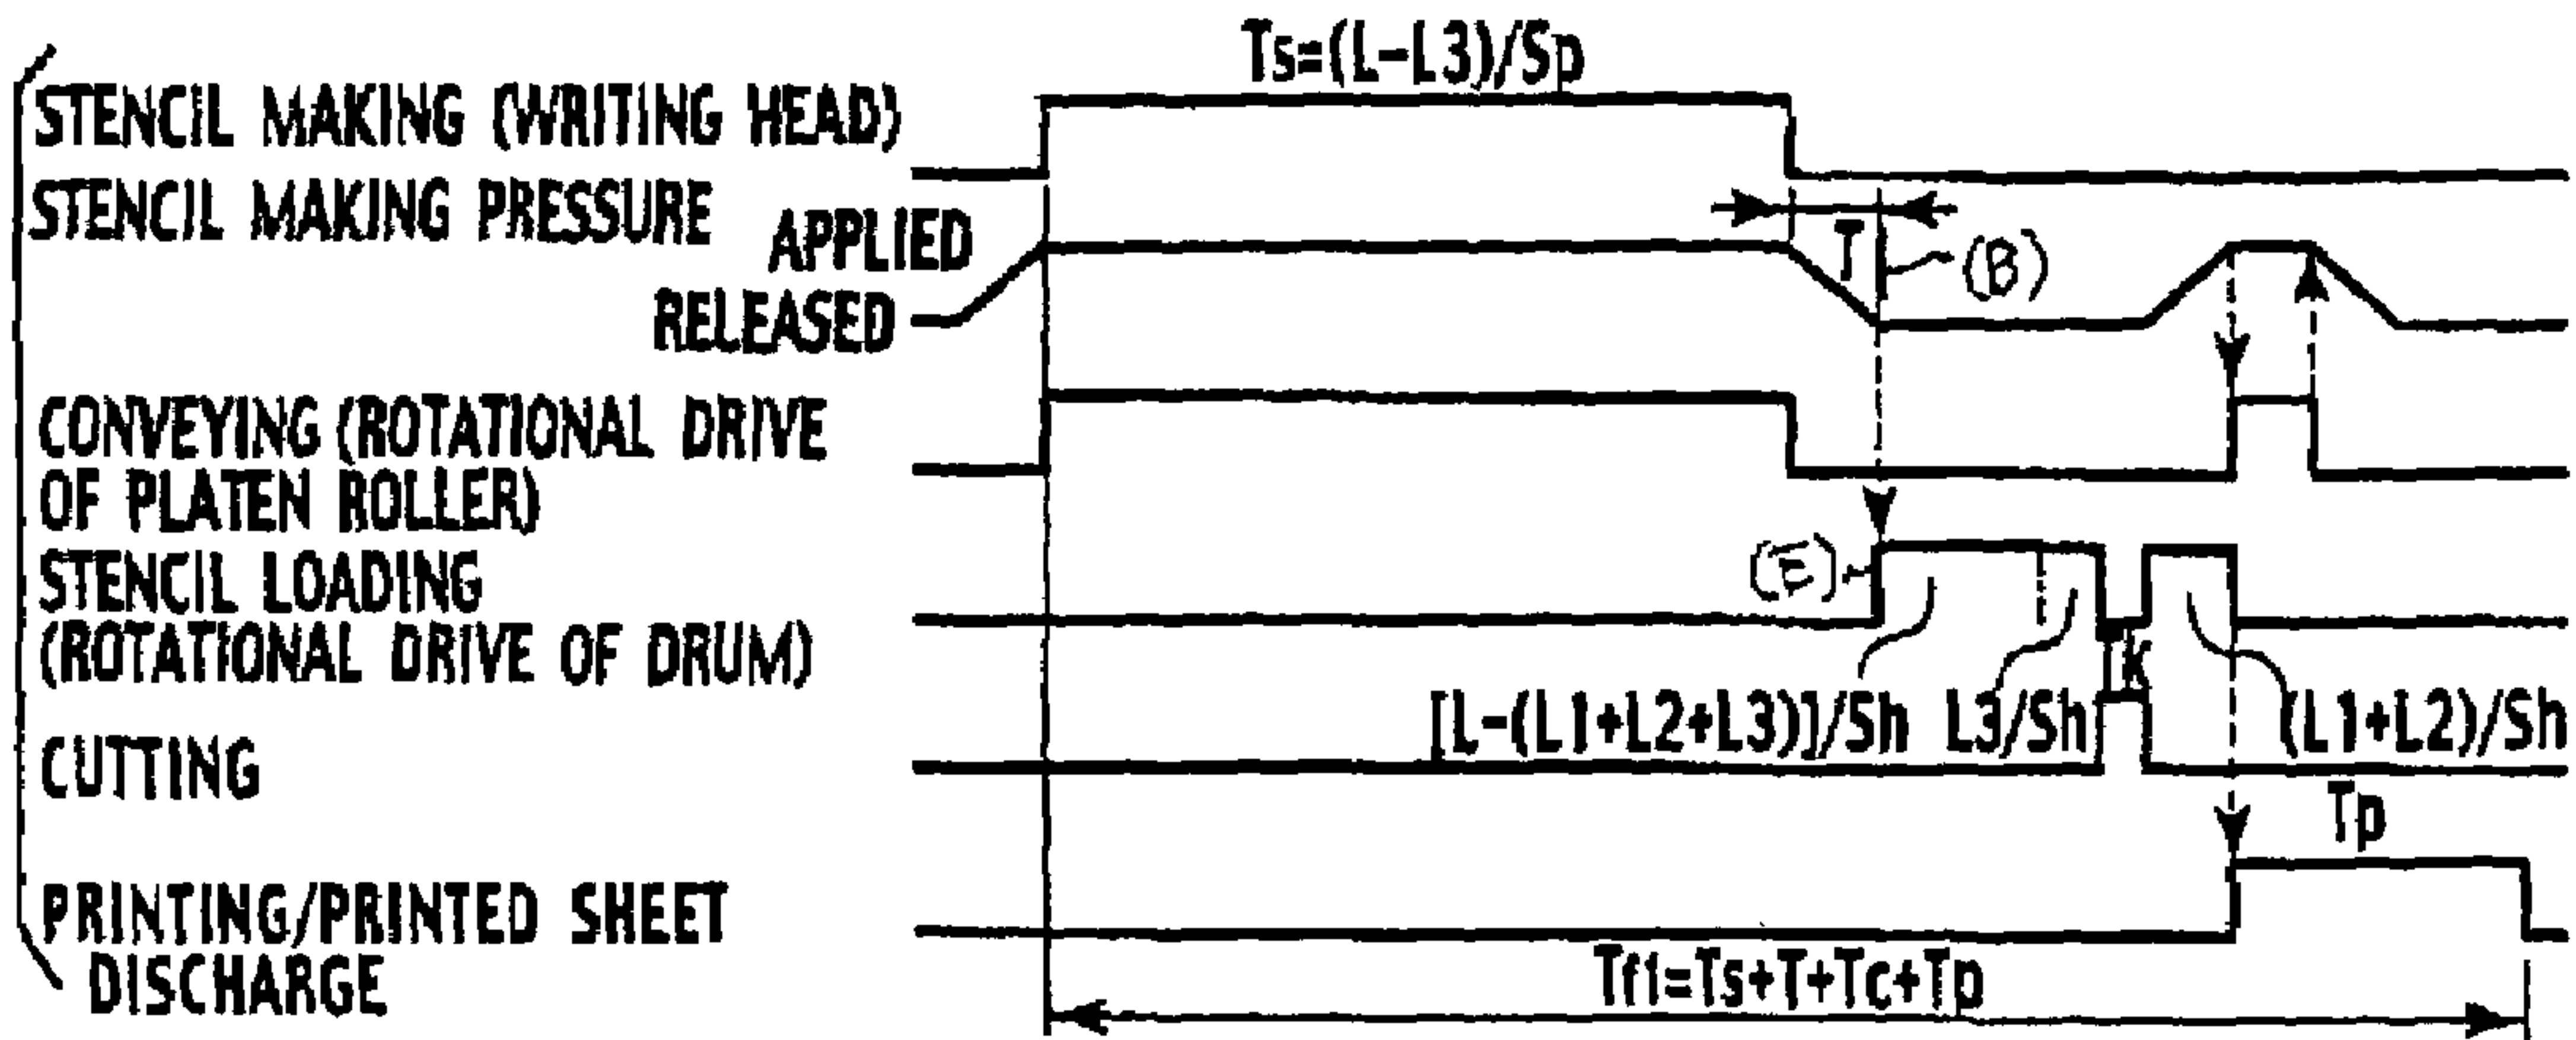 Ts=(L-L3)/Sp
STENCIL MAKING (WRITING HEAD)
STENCIL MAKING PRESSURE
APPLIED
T
(B)
RELEASED
CONVEYING (ROTATIONAL DRIVE
OF PLATEN ROLLER)
STENCIL LOADING
(E)
(ROTATIONAL DRIVE OF DRUM)
K
[L-(L1+L2+L3)]/Sh L3/Sh (L1+L2)/Sh
CUTTING
Tp
PRINTING/PRINTED SHEET
DISCHARGE
Tf1=Ts+T+Tc+Tp